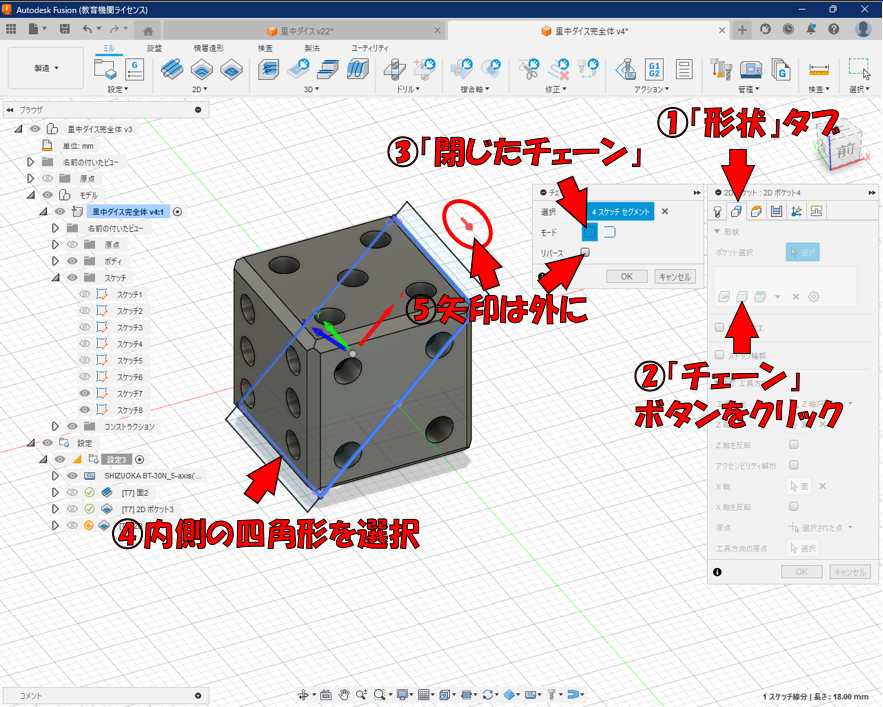 Autodesk Fusion (教育機関ライセンス)
里中ダイス v22*
里中ダイス完全体 v4*
ミル
旋盤
積層造形
検査
製法
ユーティリティ
製造
設定
2D
3D
ドリル
複合軸
修正
アクション
管理
検査
選択
G1
G2
①「形状」タブ
③「閉じたチェーン」
ブラウザ
里中ダイス完全体 v3
単位: mm
名前の付いたビュー
原点
モデル
里中ダイス完全体 v4:1
名前の付いたビュー
原点
ボディ
スケッチ
スケッチ1
スケッチ2
スケッチ3
スケッチ4
スケッチ5
スケッチ6
スケッチ7
スケッチ8
コンストラクション
設定
設定3
SHIZUOKA BT-30N_5-axis(...
[T7] 面2
[T7] 2D ポケット3
前
X
選択
4 スケッチ セグメント
モード
リバース
OK
キャンセル
2D ポケット : 2D ポケット4
形状
ポケット選択
選択
⑤矢印は外に
②「チェーン」
ボタンをクリック
④内側の四角形を選択
Z 軸を反転
アクセシビリティ解析
X 軸
面
X 軸を反転
原点
選択された点
工具方向の原点
選択
OK
キャンセル
コメント
1 スケッチ線分 | 長さ : 18.00 mm